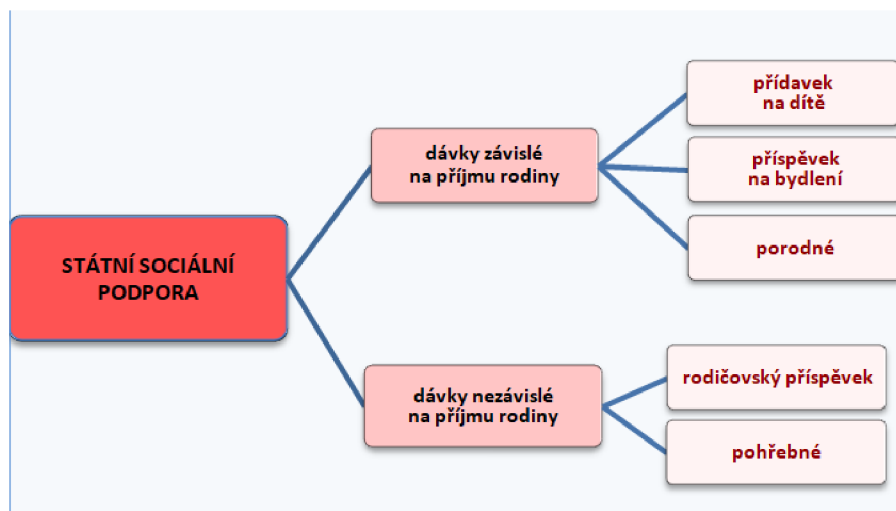 STÁTNÍ SOCIÁLNÍ
PODPORA
dávky závislé
na příjmu rodiny
přídavek
na dítě
příspěvek
na bydlení
porodné
dávky nezávislé
na příjmu rodiny
rodičovský příspěvek
pohřebné